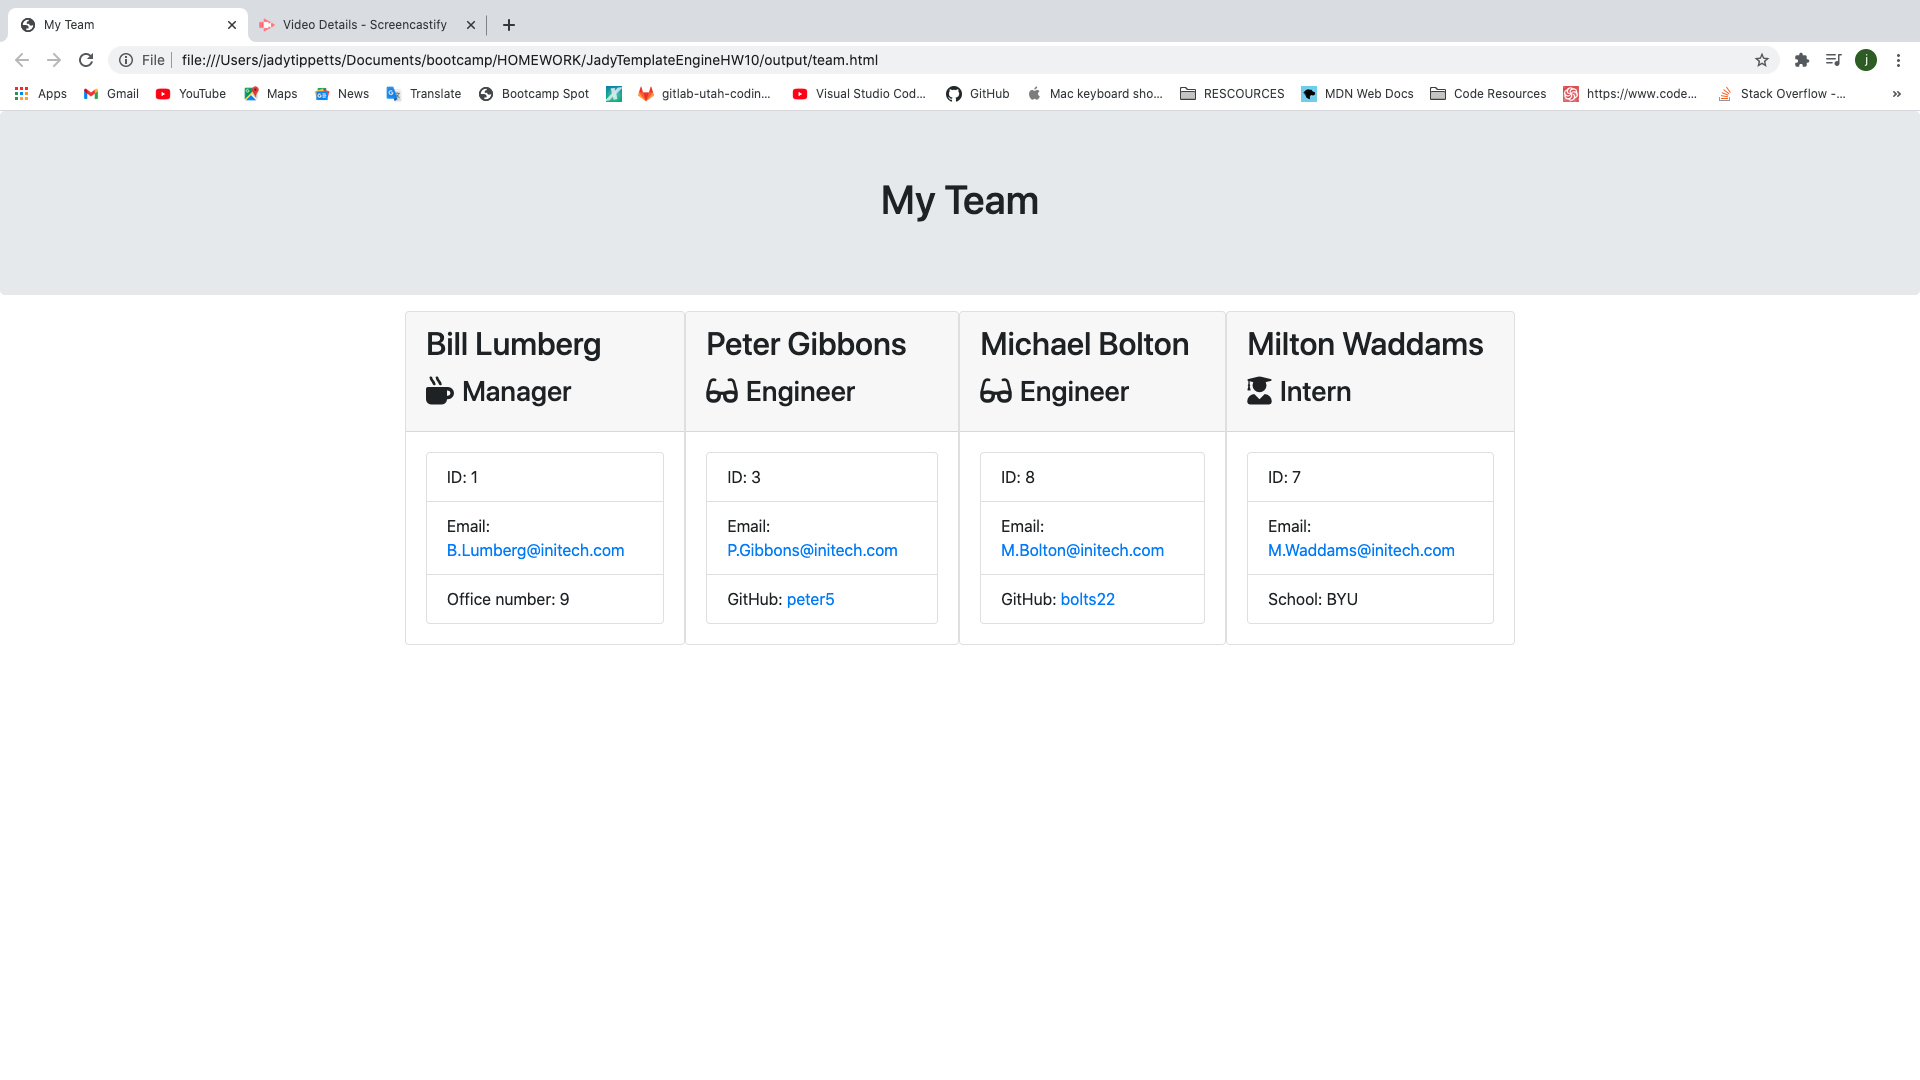 My Team
Video Details - Screencastify
File
file:///Users/jadytippetts/Documents/bootcamp/HOMEWORK/JadyTemplateEngineHW10/output/team.html
j
Apps
Gmail
YouTube
Maps
News
Translate
Bootcamp Spot
gitlab-utah-codin...
Visual Studio Cod...
GitHub
Mac keyboard sho...
RESCOURCES
MDN Web Docs
Code Resources
https://www.code...
Stack Overflow -...
»
My Team
Bill Lumberg
Manager
ID: 1
Email:
B.Lumberg@initech.com
Office number: 9
Peter Gibbons
Engineer
ID: 3
Email:
P.Gibbons@initech.com
GitHub: peter5
Michael Bolton
Engineer
ID: 8
Email:
M.Bolton@initech.com
GitHub: bolts22
Milton Waddams
Intern
ID: 7
Email:
M.Waddams@initech.com
School: BYU